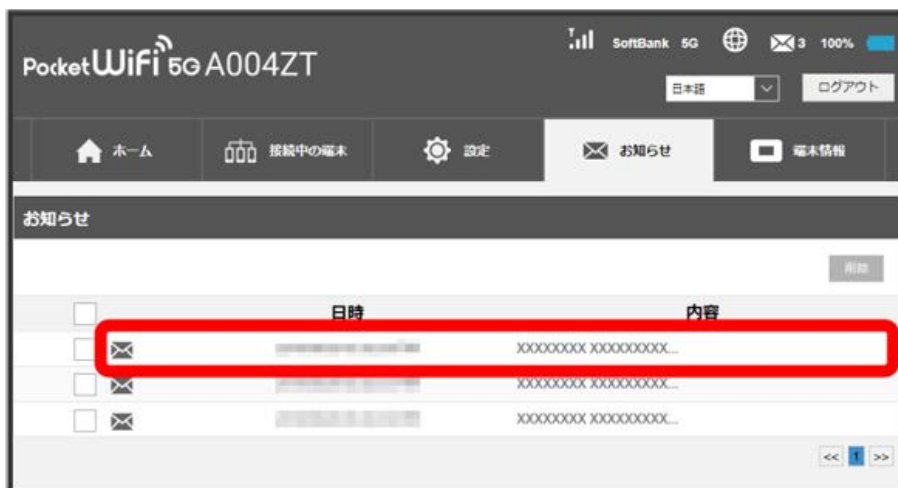 SoftBank 5G 3 100%
Pocket WiFi 5G A004ZT
日本語 ログアウト
ホーム 接続中の端末 設定 お知らせ 端末情報
お知らせ
削除
日時 内容
XXXXXXXX XXXXXXXXX...
XXXXXXXX XXXXXXXXX...
XXXXXXXX XXXXXXXXX...
<< 1 >>